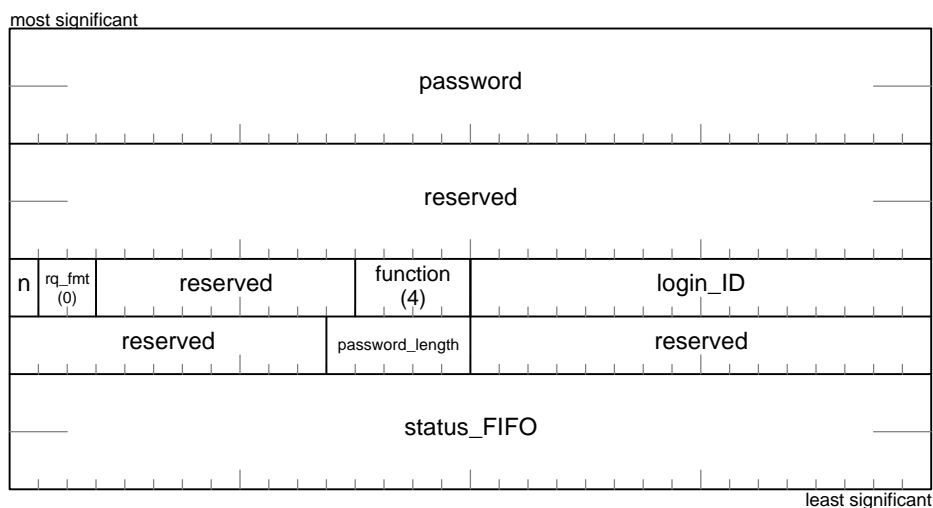 most significant
password
reserved
n rq_fmt (0) reserved function (4) login_ID
reserved password_length reserved
status_FIFO
least significant